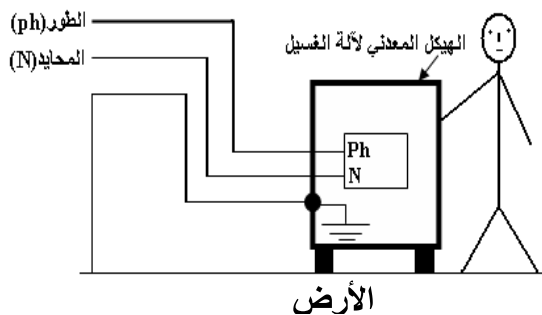 الطور(ph)
المحايد(N)
الهيكل المعدني لآلة الغسيل
Ph
N
الأرض